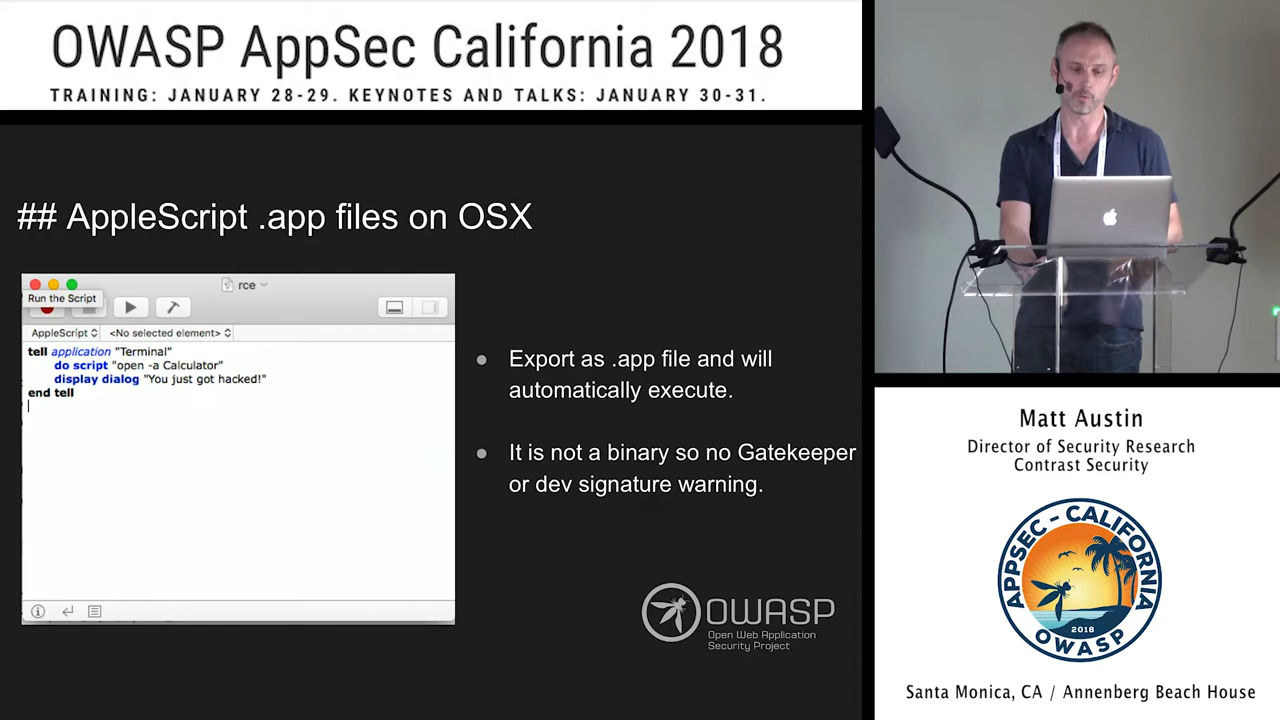 OWASP AppSec California 2018
TRAINING: JANUARY 28-29. KEYNOTES AND TALKS: JANUARY 30-31.
## AppleScript .app files on OSX
rce
Run the Script
AppleScript
<No selected element>
tell application "Terminal"
do script "open -a Calculator"
display dialog "You just got hacked!"
end tell
● Export as .app file and will
automatically execute.
● It is not a binary so no Gatekeeper
or dev signature warning.
OWASP
Open Web Application
Security Project
Matt Austin
Director of Security Research
Contrast Security
APPSEC - CALIFORNIA
2018
OWASP
Santa Monica, CA / Annenberg Beach House